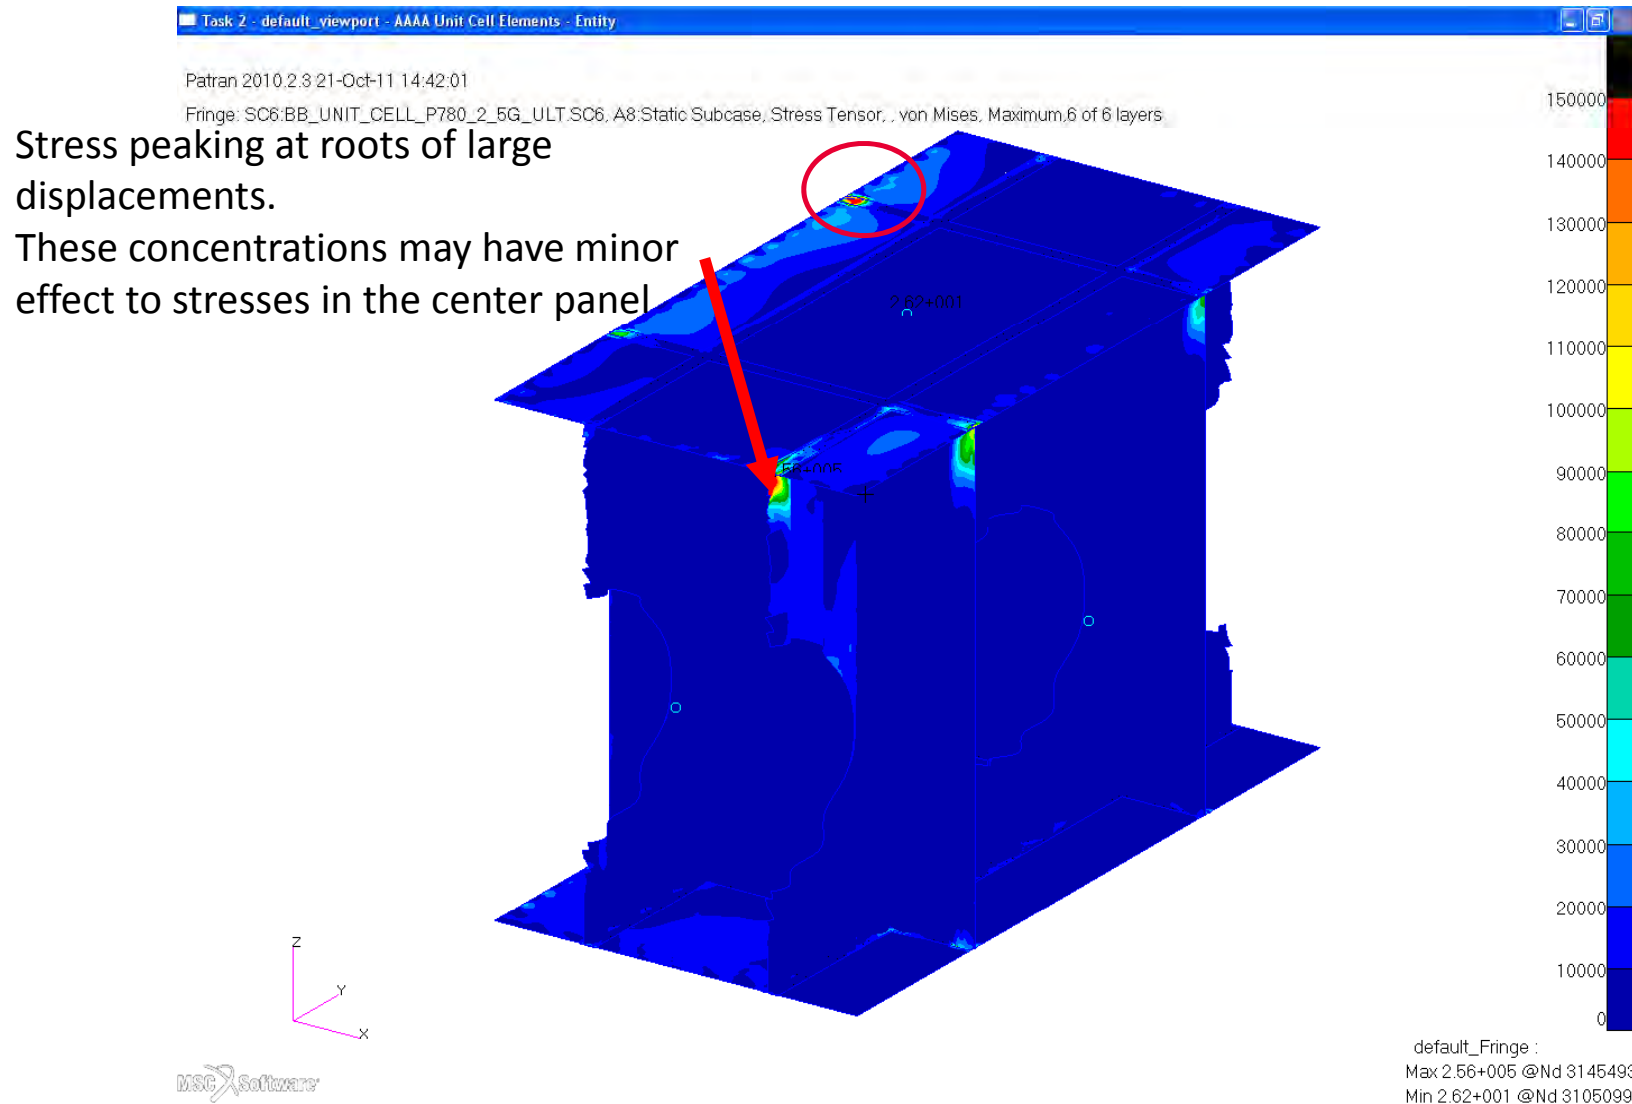 Task 2 - default_viewport - AAAA Unit Cell Elements - Entity
Patran 2010.2.3 21-Oct-11 14:42:01
Fringe: SC6:BB_UNIT_CELL_P780_2_5G_ULT.SC6, A8:Static Subcase, Stress Tensor, , von Mises, Maximum,6 of 6 layers
Stress peaking at roots of large
displacements.
These concentrations may have minor
effect to stresses in the center panel
2.62+001
150000
140000
130000
120000
110000
100000
90000
80000
70000
60000
50000
40000
30000
20000
10000
0
Z
Y
X
MSC Software
default_Fringe :
Max 2.56+005 @Nd 3145493
Min 2.62+001 @Nd 3105099